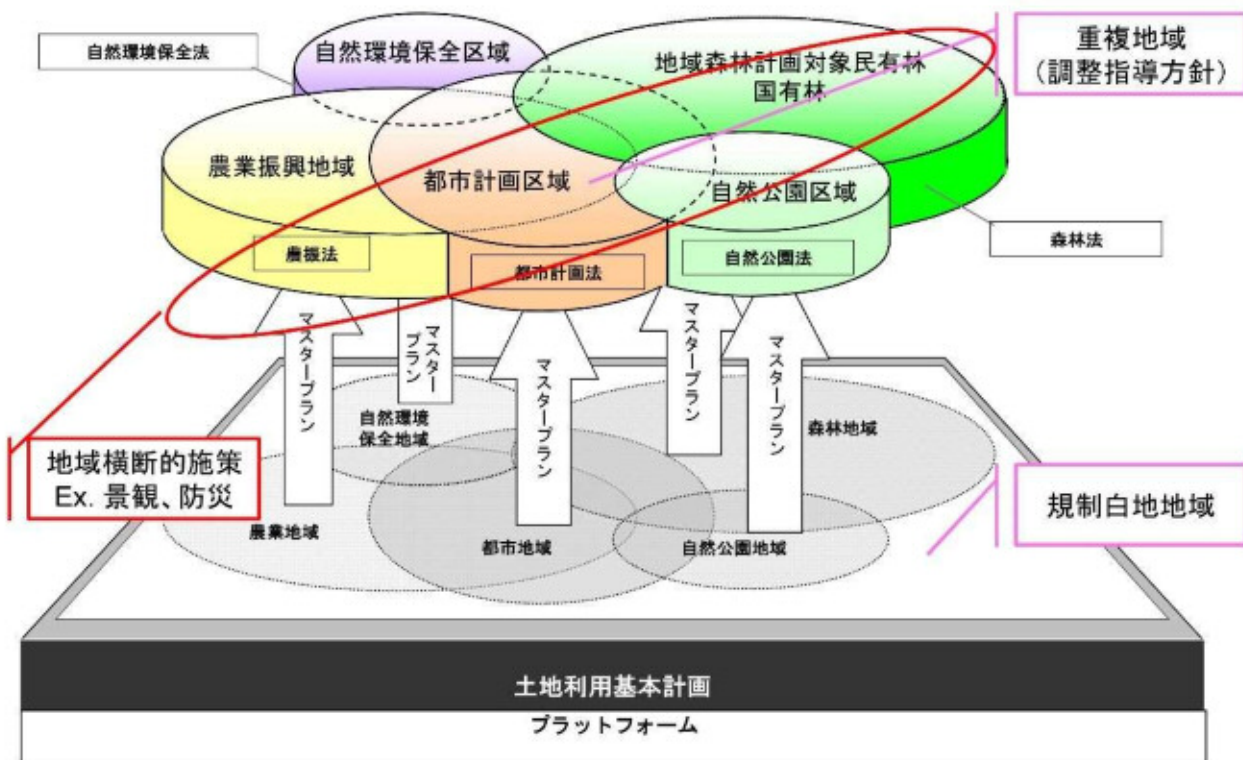 自然環境保全法
自然環境保全区域
地域森林計画対象民有林
国有林
重複地域
（調整指導方針）
農業振興地域
都市計画区域
自然公園区域
農振法
都市計画法
自然公園法
森林法
マスタープラン
マスター
プラン
マスタープラン
マスタープラン
マスタープラン
自然環境
保全地域
森林地域
地域横断的施策
Ex. 景観、防災
規制白地地域
農業地域
都市地域
自然公園地域
土地利用基本計画
プラットフォーム